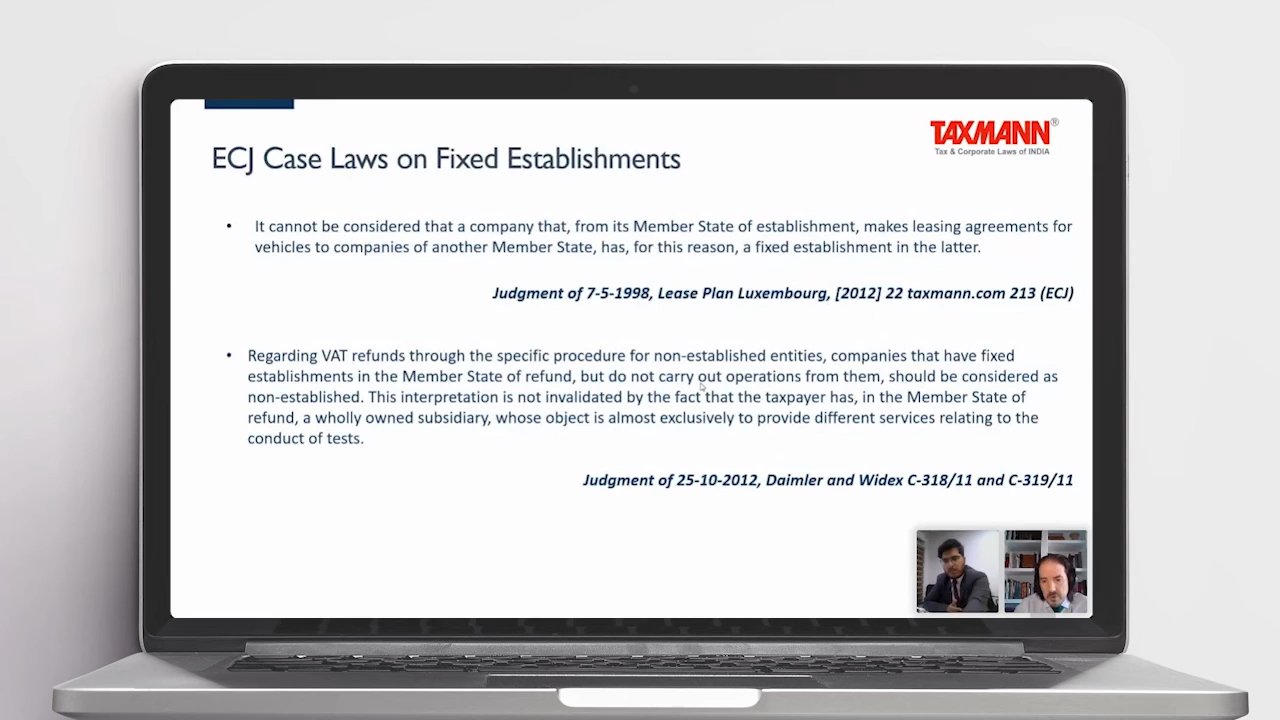 TAXMANN®
Tax & Corporate Laws of INDIA
ECJ Case Laws on Fixed Establishments
• It cannot be considered that a company that, from its Member State of establishment, makes leasing agreements for
vehicles to companies of another Member State, has, for this reason, a fixed establishment in the latter.
Judgment of 7-5-1998, Lease Plan Luxembourg, [2012] 22 taxmann.com 213 (ECJ)
• Regarding VAT refunds through the specific procedure for non-established entities, companies that have fixed
establishments in the Member State of refund, but do not carry out operations from them, should be considered as
non-established. This interpretation is not invalidated by the fact that the taxpayer has, in the Member State of
refund, a wholly owned subsidiary, whose object is almost exclusively to provide different services relating to the
conduct of tests.
Judgment of 25-10-2012, Daimler and Widex C-318/11 and C-319/11